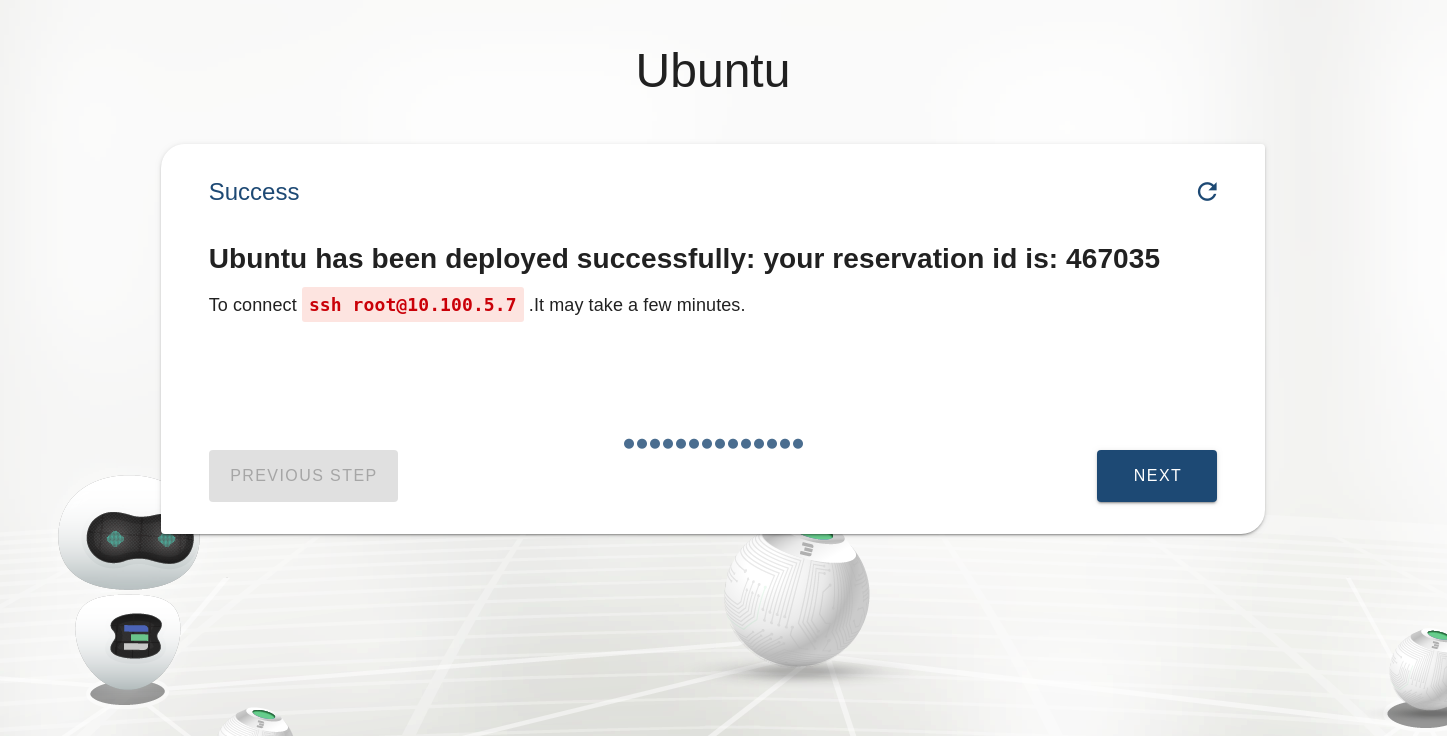 Ubuntu
Success
Ubuntu has been deployed successfully: your reservation id is: 467035
To connect ssh root@10.100.5.7 .It may take a few minutes.
PREVIOUS STEP
NEXT